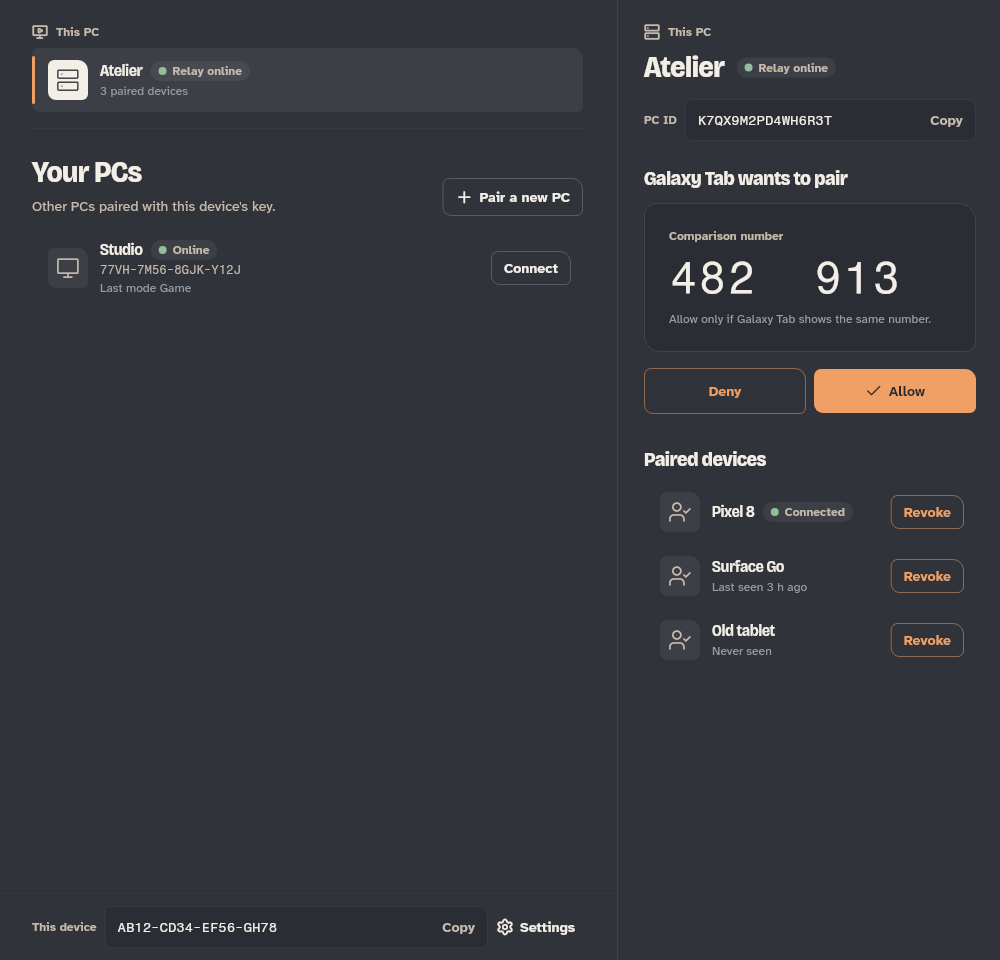 This PC
Atelier Relay online
3 paired devices
Your PCs
Other PCs paired with this device's key.
Pair a new PC
Studio Online
77VH-7M56-8GJK-Y12J
Last mode Game
Connect
This device AB12-CD34-EF56-GH78 Copy Settings
This PC
Atelier Relay online
PC ID K7QX9M2PD4WH6R3T Copy
Galaxy Tab wants to pair
Comparison number
482 913
Allow only if Galaxy Tab shows the same number.
Deny Allow
Paired devices
Pixel 8 Connected Revoke
Surface Go
Last seen 3 h ago
Revoke
Old tablet
Never seen
Revoke